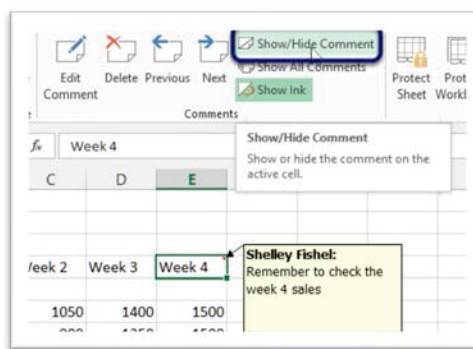 Show/Hide Comment
Show All Comments
Show Ink
Edit Comment
Delete
Previous
Next
Protect Sheet
Comments
fx Week 4
Show/Hide Comment
Show or hide the comment on the
active cell.
C D E
Week 3 Week 4
Shelley Fishel:
Remember to check the
week 4 sales
1050 1400 1500